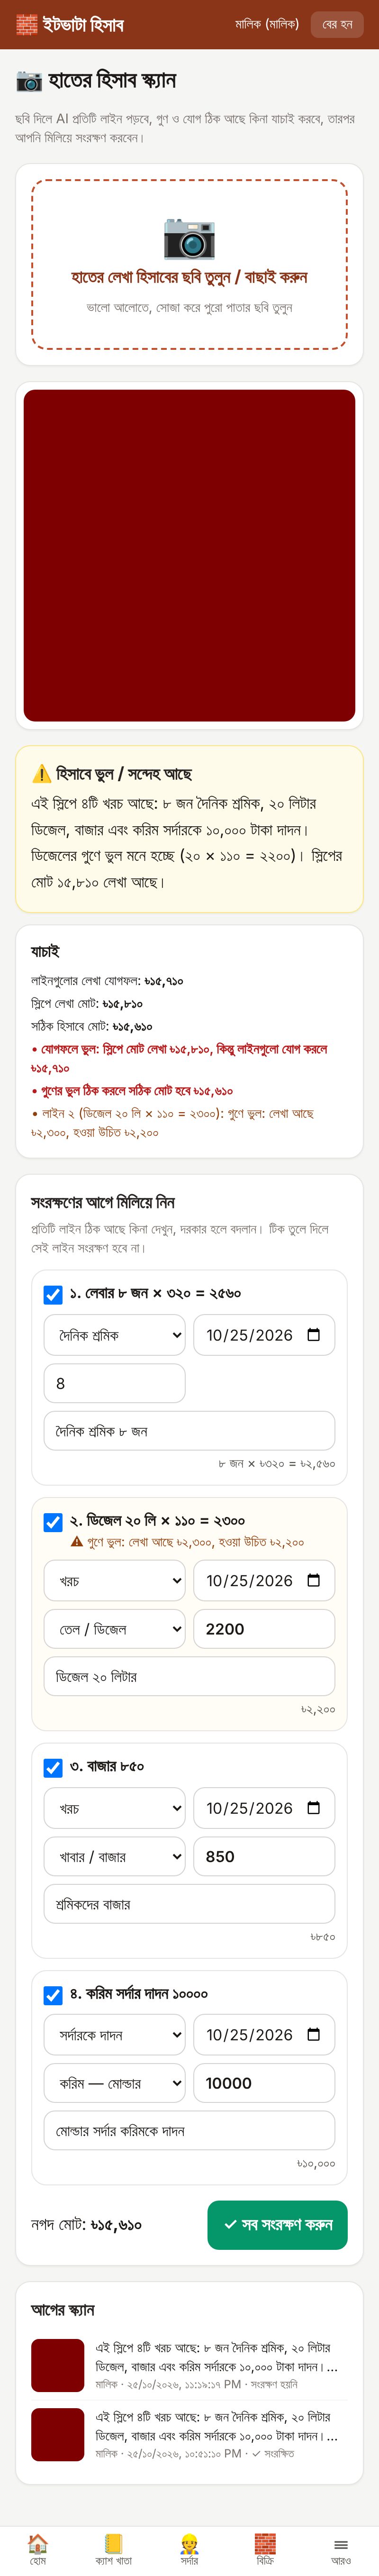 🧱 ইটভাটা হিসাব
মালিক (মালিক)
বের হন
📷 হাতের হিসাব স্ক্যান
ছবি দিলে AI প্রতিটি লাইন পড়বে, গুণ ও যোগ ঠিক আছে কিনা যাচাই করবে, তারপর
আপনি মিলিয়ে সংরক্ষণ করবেন।
হাতের লেখা হিসাবের ছবি তুলুন / বাছাই করুন
ভালো আলোতে, সোজা করে পুরো পাতার ছবি তুলুন
⚠️ হিসাবে ভুল / সন্দেহ আছে
এই স্লিপে ৪টি খরচ আছে: ৮ জন দৈনিক শ্রমিক, ২০ লিটার
ডিজেল, বাজার এবং করিম সর্দারকে ১০,০০০ টাকা দাদন।
ডিজেলের গুণে ভুল মনে হচ্ছে (২০ × ১১০ = ২২০০)। স্লিপের
মোট ১৫,৮১০ লেখা আছে।
যাচাই
লাইনগুলোর লেখা যোগফল: ৳১৫,৭১০
স্লিপে লেখা মোট: ৳১৫,৮১০
সঠিক হিসাবে মোট: ৳১৫,৬১০
• যোগফলে ভুল: স্লিপে মোট লেখা ৳১৫,৮১০, কিন্তু লাইনগুলো যোগ করলে
৳১৫,৭১০
• গুণের ভুল ঠিক করলে সঠিক মোট হবে ৳১৫,৬১০
• লাইন ২ (ডিজেল ২০ লি × ১১০ = ২৩০০): গুণে ভুল: লেখা আছে
৳২,৩০০, হওয়া উচিত ৳২,২০০
সংরক্ষণের আগে মিলিয়ে নিন
প্রতিটি লাইন ঠিক আছে কিনা দেখুন, দরকার হলে বদলান। টিক তুলে দিলে
সেই লাইন সংরক্ষণ হবে না।
১. লেবার ৮ জন × ৩২০ = ২৫৬০
দৈনিক শ্রমিক
10/25/2026
8
দৈনিক শ্রমিক ৮ জন
৮ জন × ৳৩২০ = ৳২,৫৬০
২. ডিজেল ২০ লি × ১১০ = ২৩০০
⚠ গুণে ভুল: লেখা আছে ৳২,৩০০, হওয়া উচিত ৳২,২০০
খরচ
10/25/2026
তেল / ডিজেল
2200
ডিজেল ২০ লিটার
৳২,২০০
৩. বাজার ৮৫০
খরচ
10/25/2026
খাবার / বাজার
850
শ্রমিকদের বাজার
৳৮৫০
৪. করিম সর্দার দাদন ১০০০০
সর্দারকে দাদন
10/25/2026
করিম — মোল্ডার
10000
মোল্ডার সর্দার করিমকে দাদন
৳১০,০০০
নগদ মোট: ৳১৫,৬১০
✓ সব সংরক্ষণ করুন
আগের স্ক্যান
এই স্লিপে ৪টি খরচ আছে: ৮ জন দৈনিক শ্রমিক, ২০ লিটার
ডিজেল, বাজার এবং করিম সর্দারকে ১০,০০০ টাকা দাদন। ...
মালিক · ২৫/১০/২০২৬, ১১:১৯:১৭ PM · সংরক্ষণ হয়নি
এই স্লিপে ৪টি খরচ আছে: ৮ জন দৈনিক শ্রমিক, ২০ লিটার
ডিজেল, বাজার এবং করিম সর্দারকে ১০,০০০ টাকা দাদন। ...
মালিক · ২৫/১০/২০২৬, ১০:৫১:১০ PM · ✓ সংরক্ষিত
হোম
ক্যাশ খাতা
সর্দার
বিক্রি
আরও